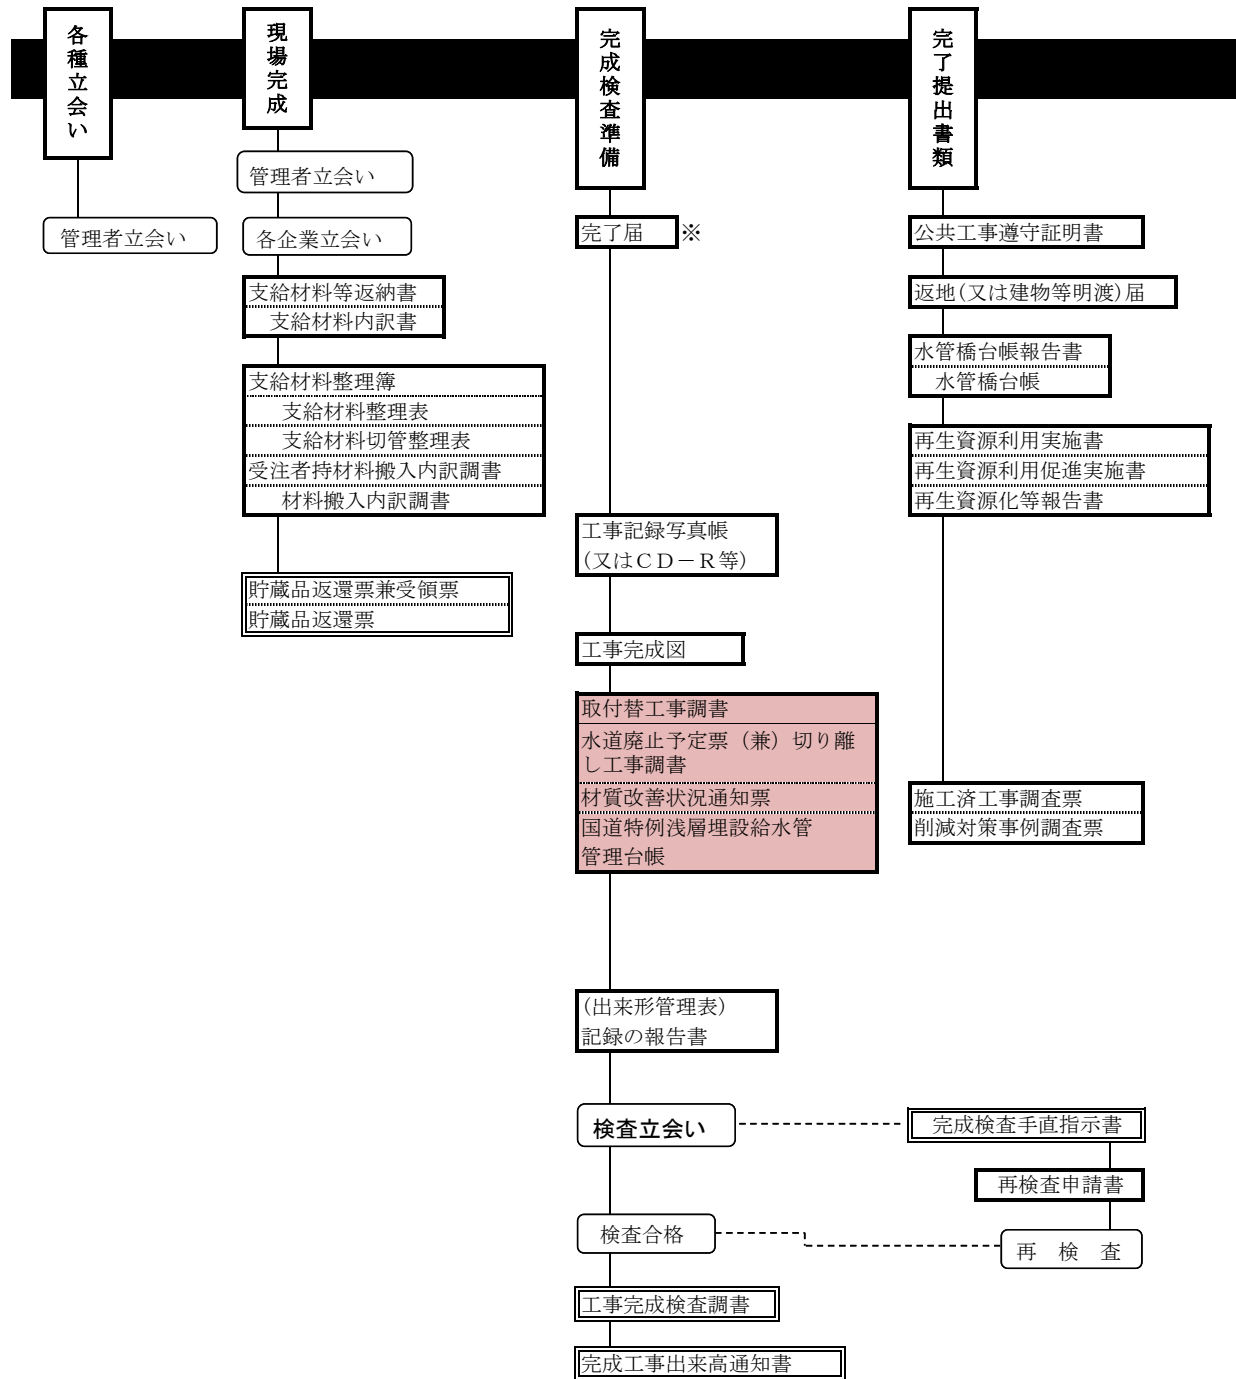 各種立会い
管理者立会い
現場完成
管理者立会い
各企業立会い
支給材料等返納書
支給材料内訳書
支給材料整理簿
支給材料整理表
支給材料切管整理表
受注者持材料搬入内訳調書
材料搬入内訳調書
貯蔵品返還票兼受領票
貯蔵品返還票
完成検査準備
完了届 ※
工事記録写真帳
(又はCD－R等)
工事完成図
取付替工事調書
水道廃止予定票（兼）切り離
し工事調書
材質改善状況通知票
国道特例浅層埋設給水管
管理台帳
(出来形管理表)
記録の報告書
検査立会い
検査合格
工事完成検査調書
完成工事出来高通知書
完了提出書類
公共工事遵守証明書
返地(又は建物等明渡)届
水管橋台帳報告書
水管橋台帳
再生資源利用実施書
再生資源利用促進実施書
再生資源化等報告書
施工済工事調査票
削減対策事例調査票
完成検査手直指示書
再検査申請書
再　検　査